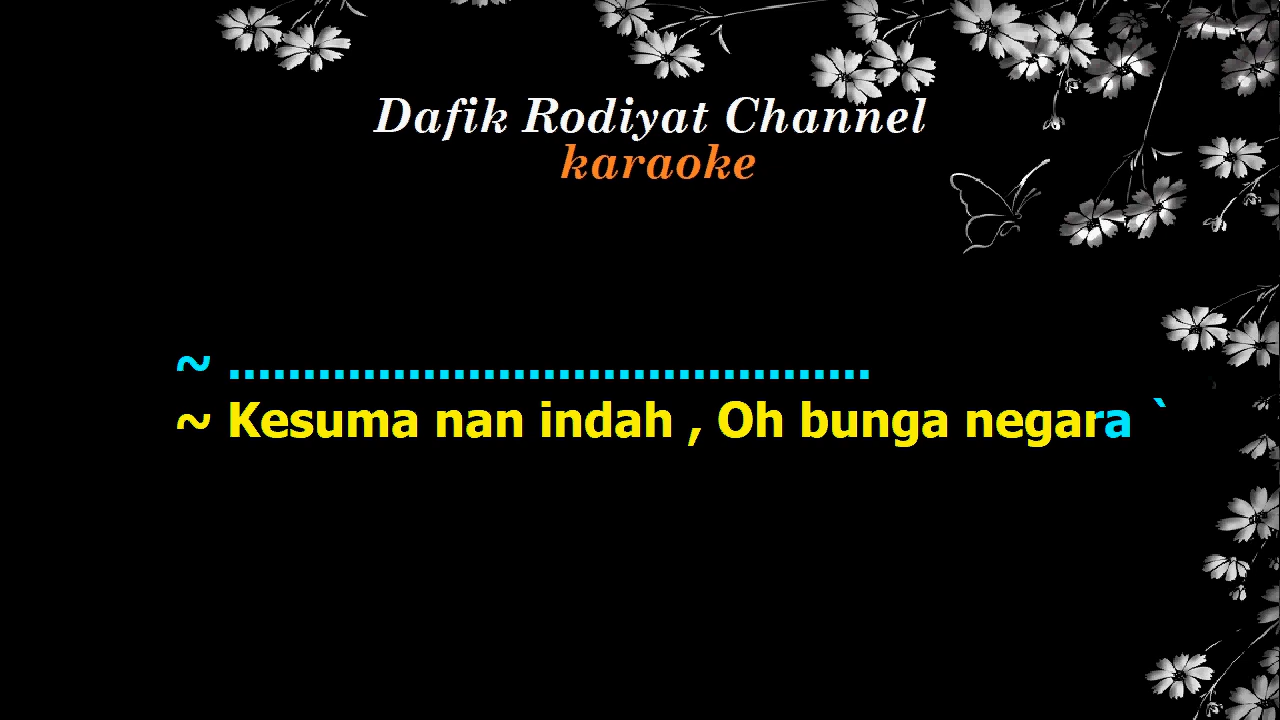 Dafik Rodiyat Channel
karaoke
~ ............................................
~ Kesuma nan indah , Oh bunga negara `